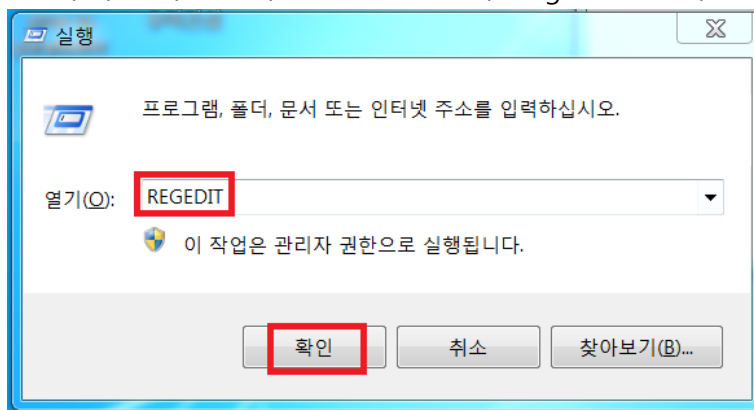 실행
프로그램, 폴더, 문서 또는 인터넷 주소를 입력하십시오.
열기(O): REGEDIT
이 작업은 관리자 권한으로 실행됩니다.
확인 취소 찾아보기(B)...